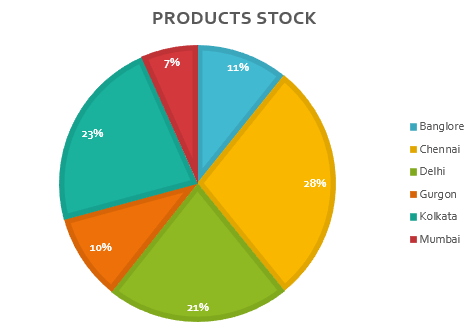 PRODUCTS STOCK
7%
11%
23%
28%
10%
21%
Banglore
Chennai
Delhi
Gurgon
Kolkata
Mumbai